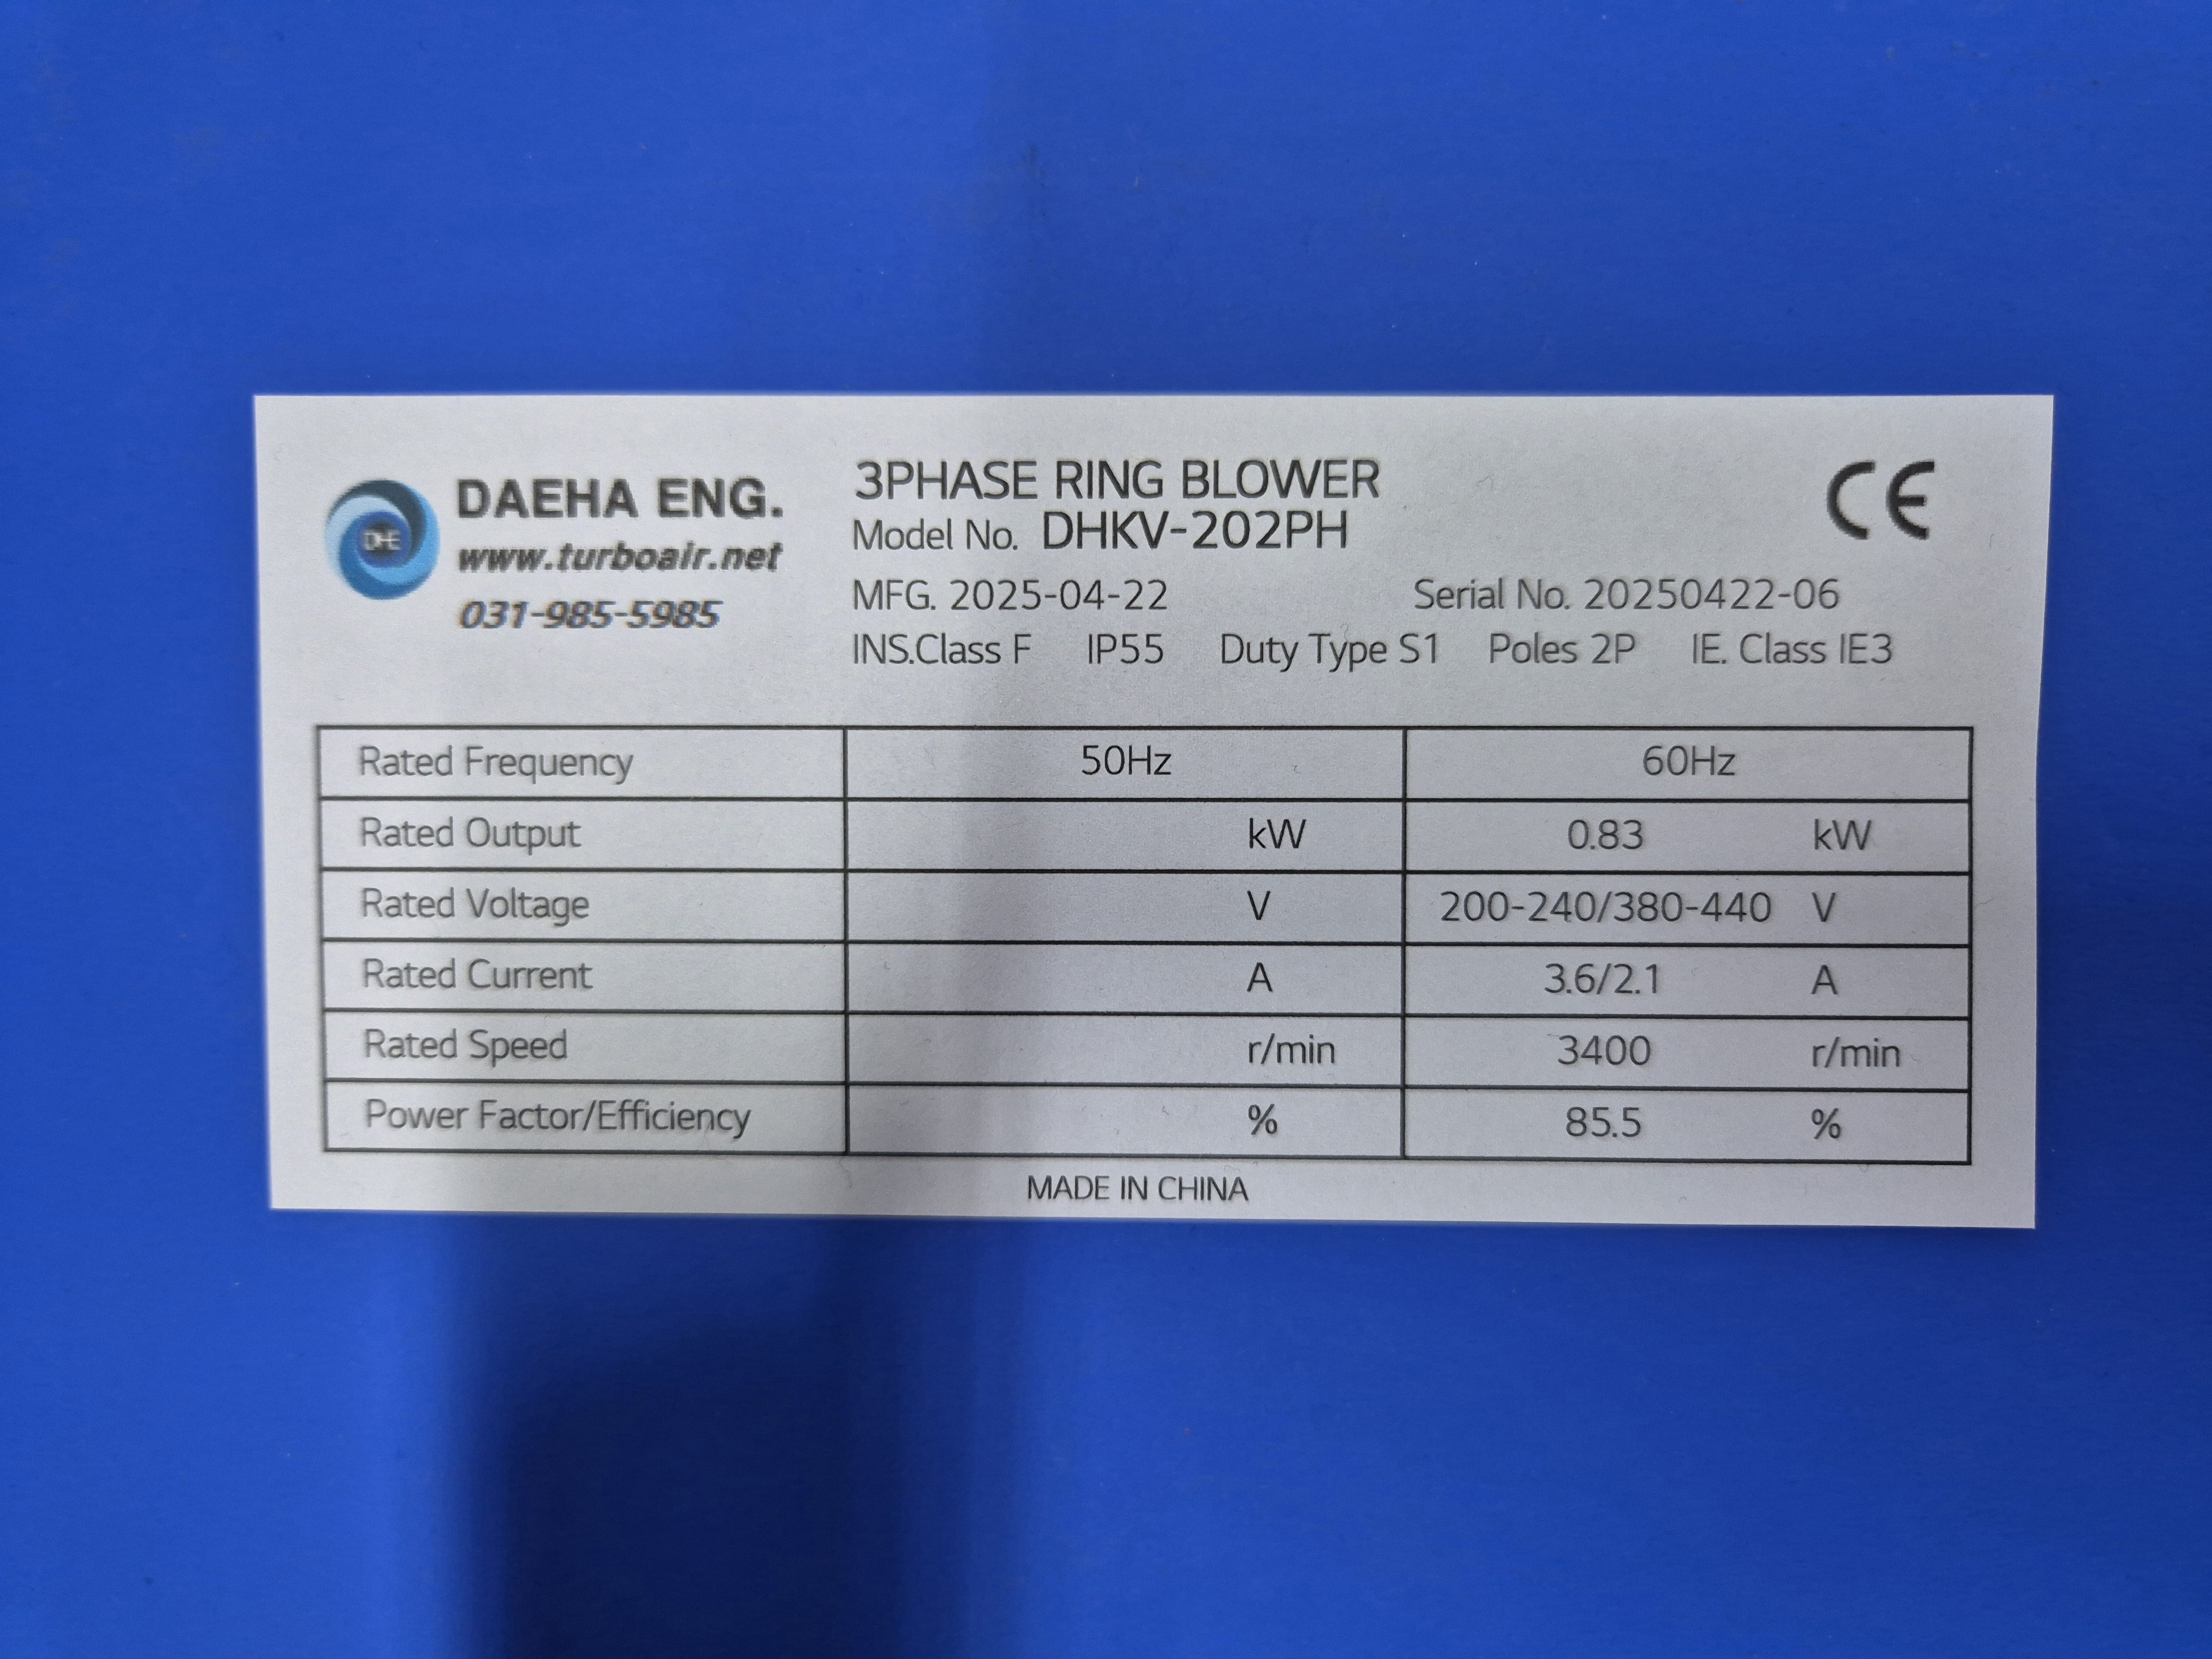 DHE
DAEHA ENG.
www.turboair.net
031-985-5985
3PHASE RING BLOWER
Model No. DHKV-202PH
CE
MFG. 2025-04-22 Serial No. 20250422-06
INS.Class F IP55 Duty Type S1 Poles 2P IE. Class IE3
Rated Frequency 50Hz 60Hz
Rated Output kW 0.83 kW
Rated Voltage V 200-240/380-440 V
Rated Current A 3.6/2.1 A
Rated Speed r/min 3400 r/min
Power Factor/Efficiency % 85.5 %
MADE IN CHINA